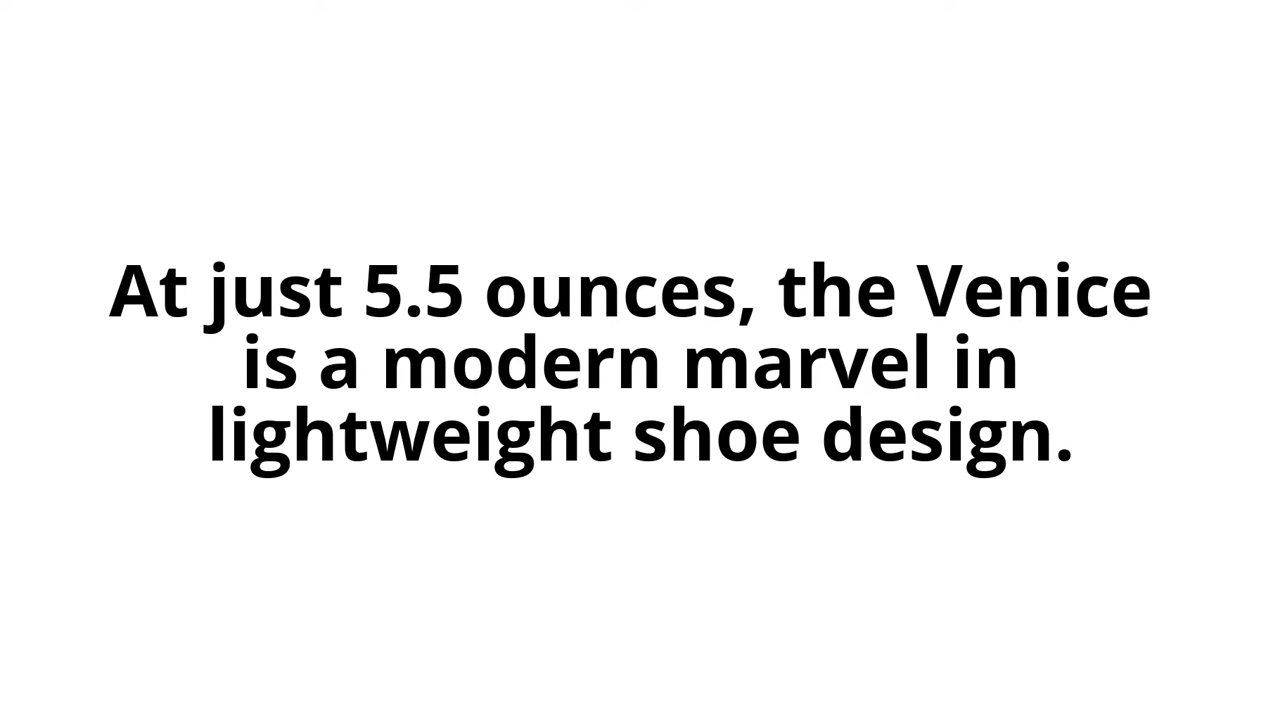 At just 5.5 ounces, the Venice
is a modern marvel in
lightweight shoe design.